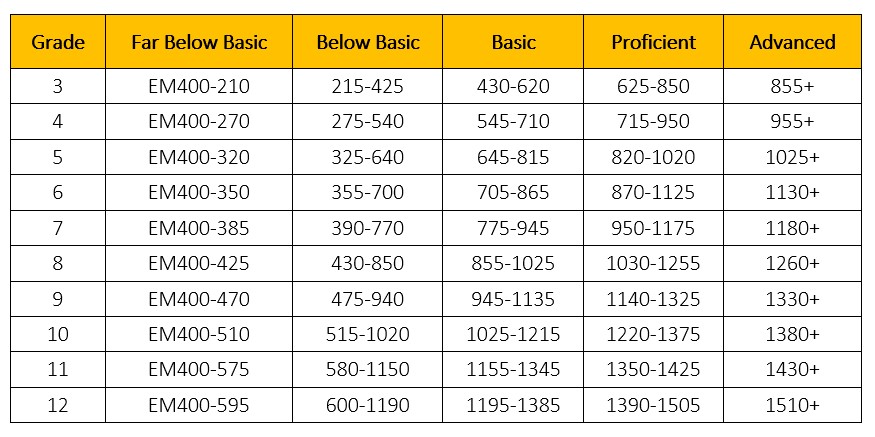 Grade Far Below Basic Below Basic Basic Proficient Advanced
3 EM400-210 215-425 430-620 625-850 855+
4 EM400-270 275-540 545-710 715-950 955+
5 EM400-320 325-640 645-815 820-1020 1025+
6 EM400-350 355-700 705-865 870-1125 1130+
7 EM400-385 390-770 775-945 950-1175 1180+
8 EM400-425 430-850 855-1025 1030-1255 1260+
9 EM400-470 475-940 945-1135 1140-1325 1330+
10 EM400-510 515-1020 1025-1215 1220-1375 1380+
11 EM400-575 580-1150 1155-1345 1350-1425 1430+
12 EM400-595 600-1190 1195-1385 1390-1505 1510+